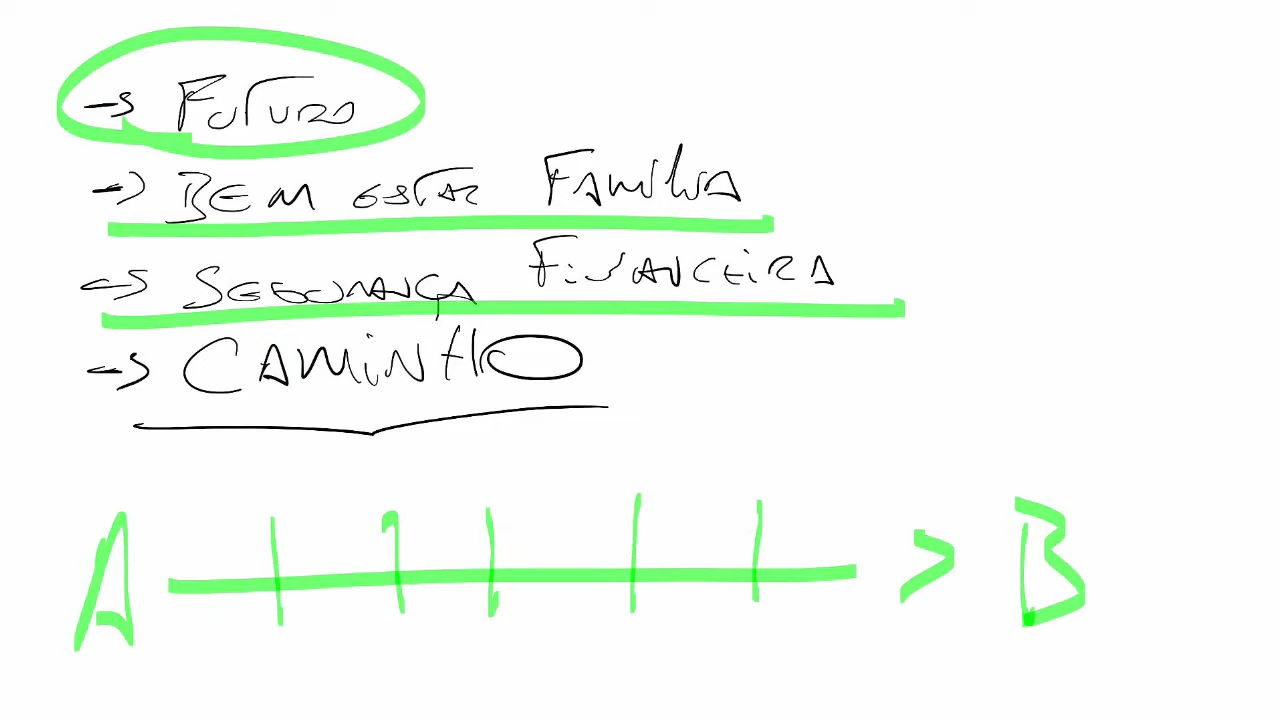 → FUTURO
→ BEM ESTAR FAMÍLIA
→ SEGURANÇA FINANCEIRA
→ CAMINHO
A > B